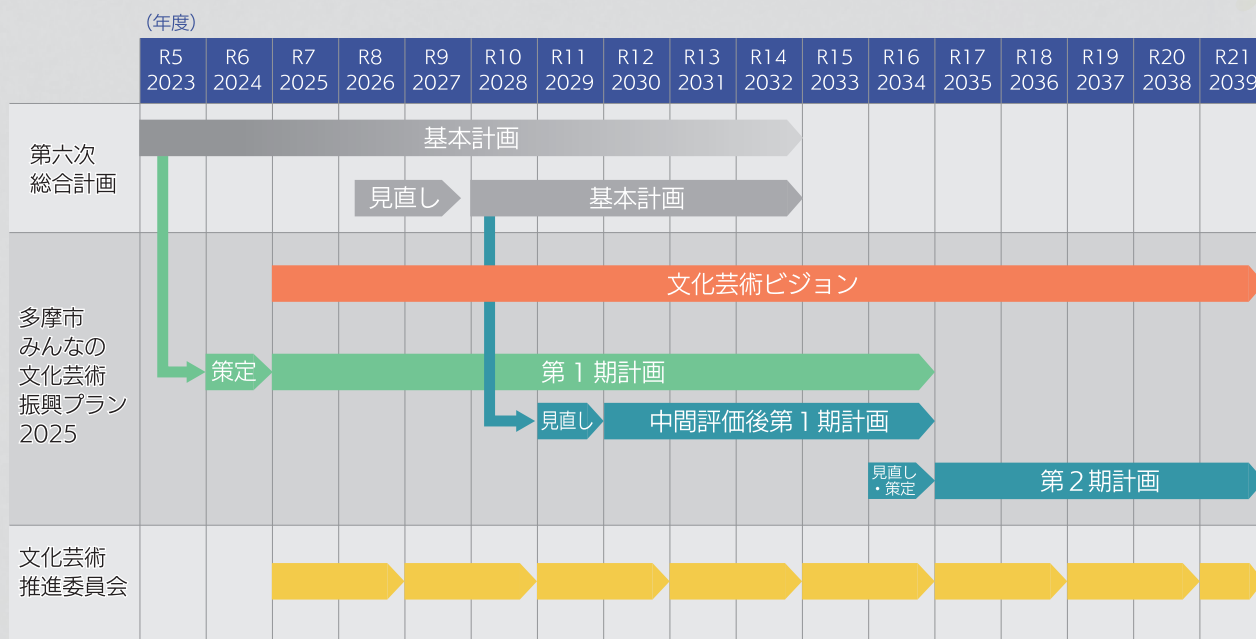 （年度）
R5 R6 R7 R8 R9 R10 R11 R12 R13 R14 R15 R16 R17 R18 R19 R20 R21
2023 2024 2025 2026 2027 2028 2029 2030 2031 2032 2033 2034 2035 2036 2037 2038 2039
第六次
総合計画
基本計画
見直し 基本計画
多摩市
みんなの
文化芸術
振興プラン
2025
文化芸術ビジョン
策定 第1期計画
見直し 中間評価後第1期計画
見直し
・策定
第2期計画
文化芸術
推進委員会